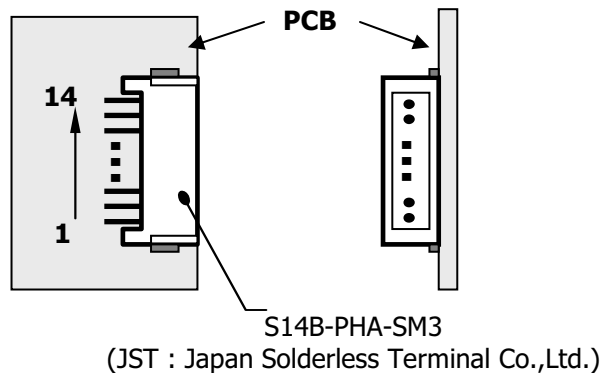 PCB
14
1
S14B-PHA-SM3
(JST : Japan Solderless Terminal Co.,Ltd.)